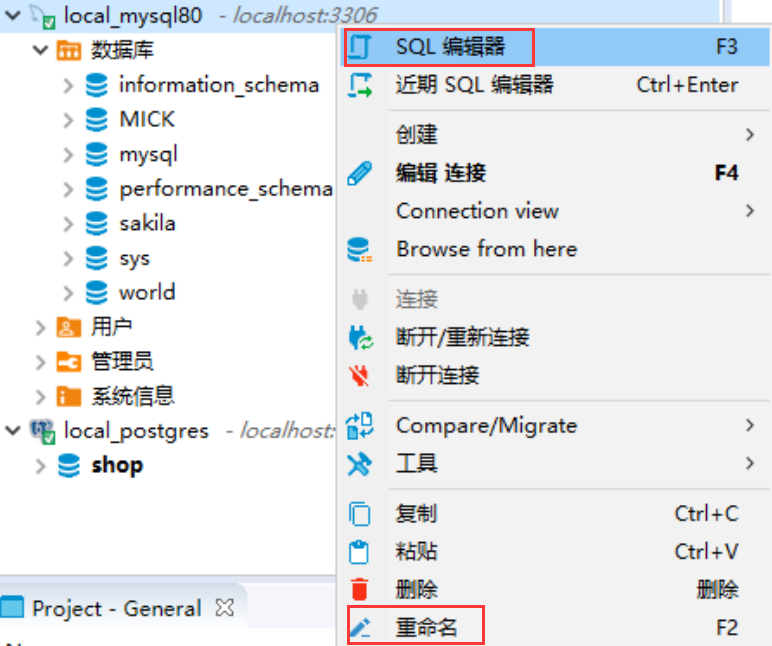 local_mysql80 - localhost:3306
数据库
information_schema
MICK
mysql
performance_schema
sakila
sys
world
用户
管理员
系统信息
local_postgres - localhost:
shop
Project - General
SQL 编辑器 F3
近期 SQL 编辑器 Ctrl+Enter
创建
编辑 连接 F4
Connection view
Browse from here
连接
断开/重新连接
断开连接
Compare/Migrate
工具
复制 Ctrl+C
粘贴 Ctrl+V
删除 删除
重命名 F2